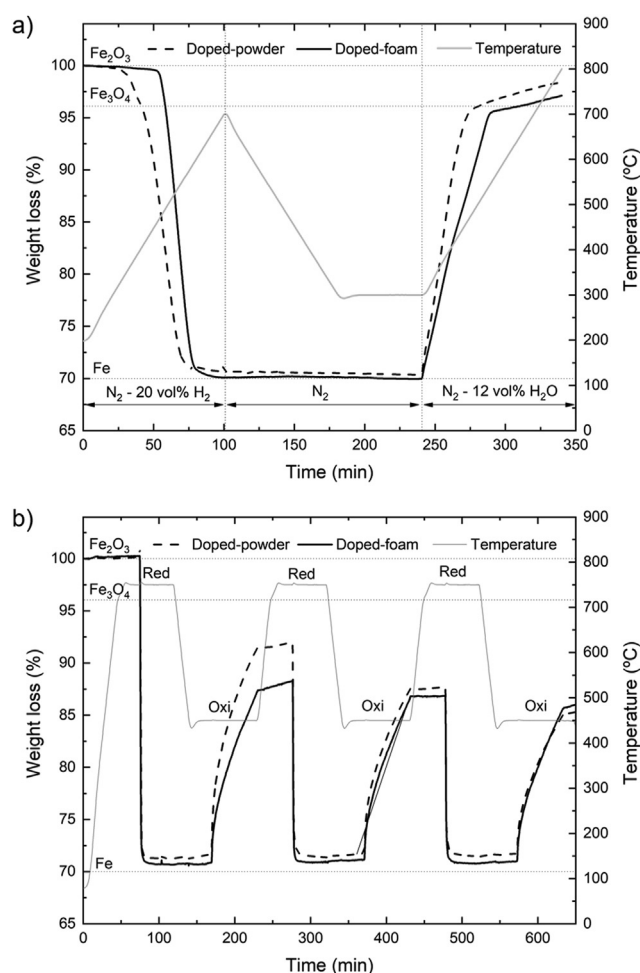 a)
Fe₂O₃ Doped-powder Doped-foam Temperature
Fe₃O₄
Fe
N₂ - 20 vol% H₂ N₂ N₂ - 12 vol% H₂O
Weight loss (%)
100
95
90
85
80
75
70
65
Temperature (ºC)
900
800
700
600
500
400
300
200
100
0
0 50 100 150 200 250 300 350
Time (min)
b)
Fe₂O₃ Doped-powder Doped-foam Temperature
Red Red Red
Fe₃O₄
Oxi Oxi Oxi
Fe
Weight loss (%)
100
95
90
85
80
75
70
65
Temperature (ºC)
900
800
700
600
500
400
300
200
100
0
0 100 200 300 400 500 600
Time (min)